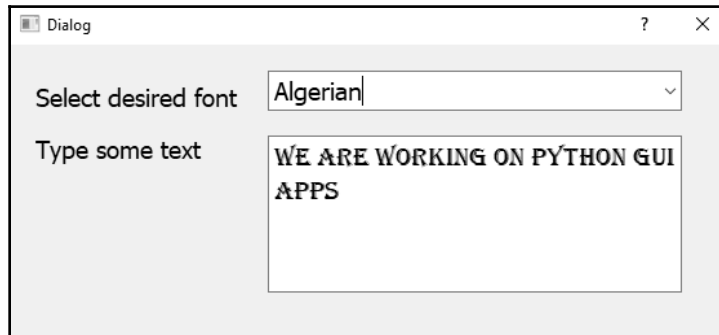 Dialog ?
Select desired font Algerian
Type some text
WE ARE WORKING ON PYTHON GUI
APPS